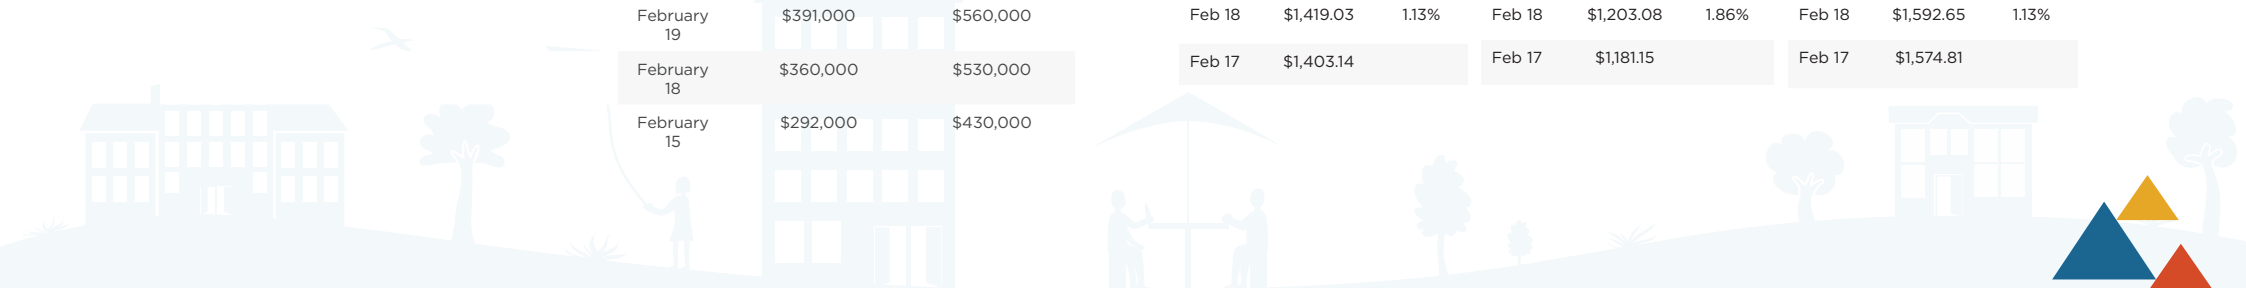 February $391,000 $560,000
19
February $360,000 $530,000
18
February $292,000 $430,000
15
Feb 18 $1,419.03 1.13%
Feb 17 $1,403.14
Feb 18 $1,203.08 1.86%
Feb 17 $1,181.15
Feb 18 $1,592.65 1.13%
Feb 17 $1,574.81